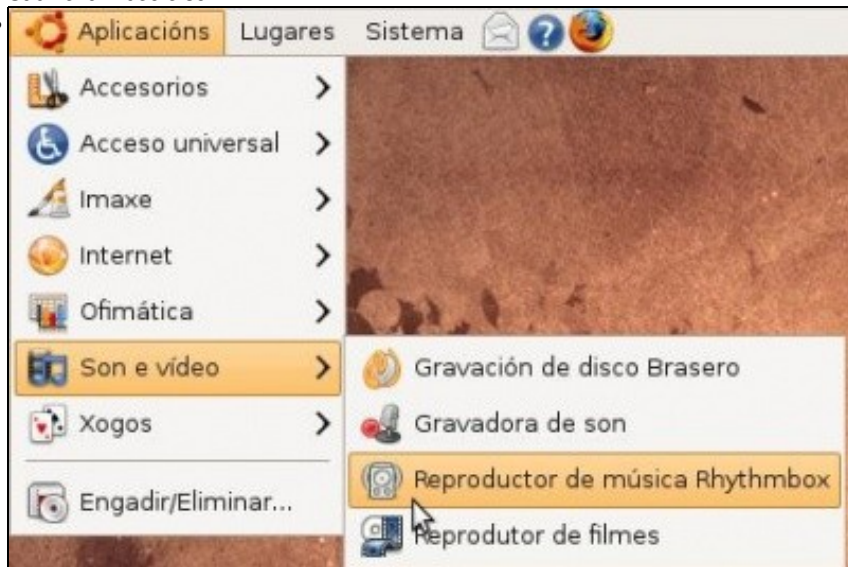 Aplicacións Lugares Sistema
Accesorios
Acceso universal
Imaxe
Internet
Ofimática
Son e vídeo
Xogos
Engadir/Eliminar...
Gravación de disco Brasero
Gravadora de son
Reproductor de música Rhythmbox
Reprodutor de filmes